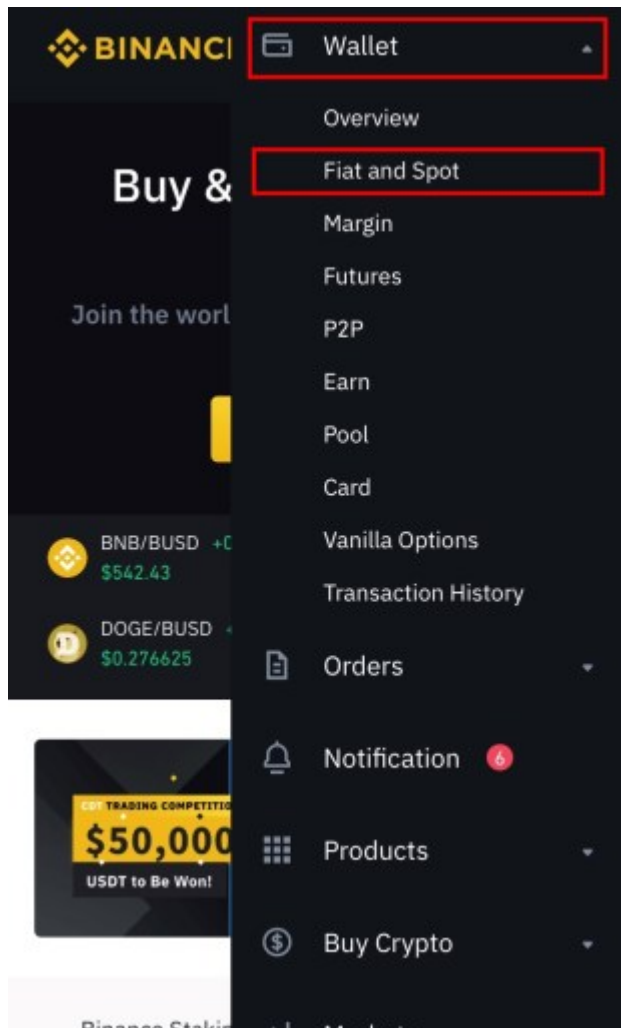 BINANC
Wallet
Overview
Fiat and Spot
Margin
Futures
P2P
Earn
Pool
Card
Vanilla Options
Transaction History
Orders
Notification 6
Products
Buy Crypto
Buy &
Join the worl
BNB/BUSD
$542.43
DOGE/BUSD
$0.276625
CDT TRADING COMPETITIO
$50,000
USDT to Be Won!